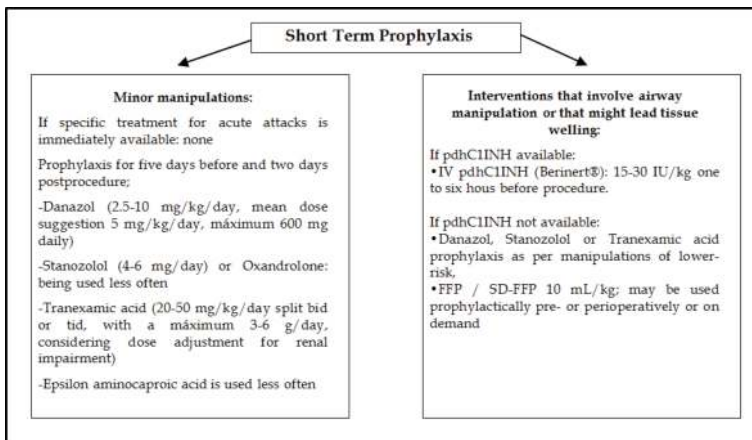 Short Term Prophylaxis
Minor manipulations:
If specific treatment for acute attacks is
immediately available: none
Prophylaxis for five days before and two days
postprocedure;
-Danazol (2.5-10 mg/kg/day, mean dose
suggestion 5 mg/kg/day, máximum 600 mg
daily)
-Stanozolol (4-6 mg/day) or Oxandrolone:
being used less often
-Tranexamic acid (20-50 mg/kg/day split bid
or tid, with a máximum 3-6 g/day,
considering dose adjustment for renal
impairment)
-Epsilon aminocaproic acid is used less often
Interventions that involve airway
manipulation or that might lead tissue
welling:
If pdhC1INH available:
•IV pdhC1INH (Berinert®): 15-30 IU/kg one
to six hous before procedure.
If pdhC1INH not available:
•Danazol, Stanozolol or Tranexamic acid
prophylaxis as per manipulations of lower-
risk,
•FFP / SD-FFP 10 mL/kg; may be used
prophylactically pre- or perioperatively or on
demand